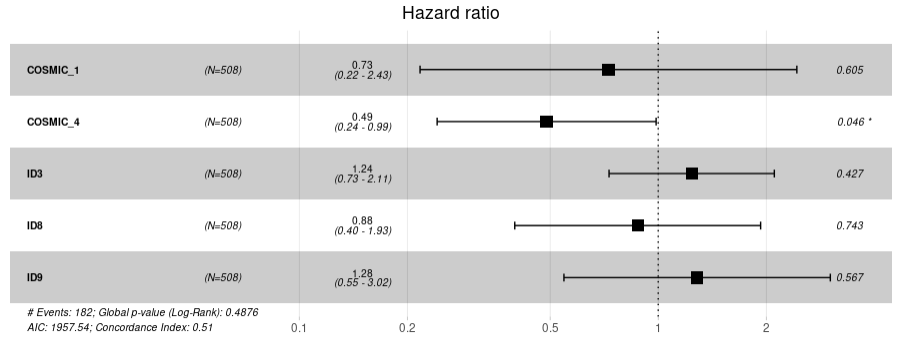 Hazard ratio
COSMIC_1 (N=508) 0.73 (0.22 - 2.43) 0.605
COSMIC_4 (N=508) 0.49 (0.24 - 0.99) 0.046 *
ID3 (N=508) 1.24 (0.73 - 2.11) 0.427
ID8 (N=508) 0.88 (0.40 - 1.93) 0.743
ID9 (N=508) 1.28 (0.55 - 3.02) 0.567
# Events: 182; Global p-value (Log-Rank): 0.4876
AIC: 1957.54; Concordance Index: 0.51
0.1 0.2 0.5 1 2